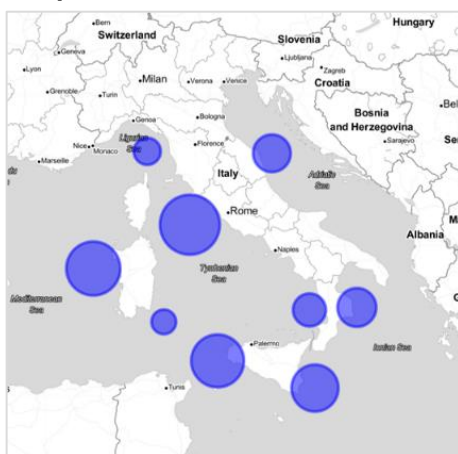 Bern
Hungary
Switzerland
Slovenia
Geneva
Ljubljana
Zagreb
Lyon
Milan
Verona
Venice
Croatia
Grenoble
Turin
Bosnia
and Herzegovina
Genoa
Bologna
Ligurian
Sea
Nice
Monaco
Florence
Sarajevo
Marseille
Italy
Adriatic
Sea
Rome
Albania
Naples
Tyrrhenian
Sea
Mediterranean
Sea
Palermo
Ionian Sea
Tunis